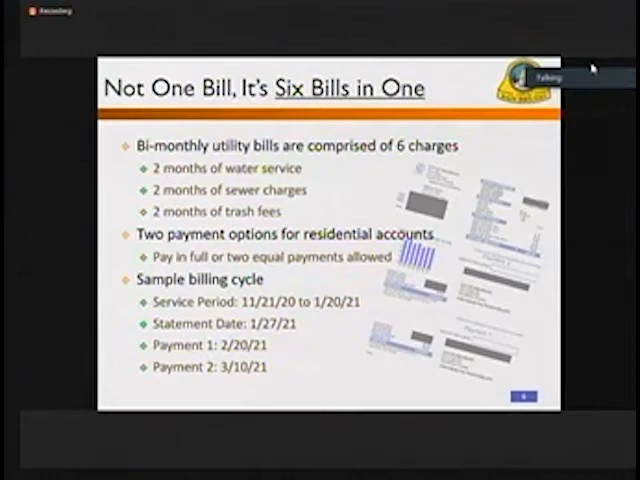 Recording
Not One Bill, It's Six Bills in One
Talking:
Bi-monthly utility bills are comprised of 6 charges
2 months of water service
2 months of sewer charges
2 months of trash fees
Two payment options for residential accounts
Pay in full or two equal payments allowed
Sample billing cycle
Service Period: 11/21/20 to 1/20/21
Statement Date: 1/27/21
Payment 1: 2/20/21
Payment 2: 3/10/21